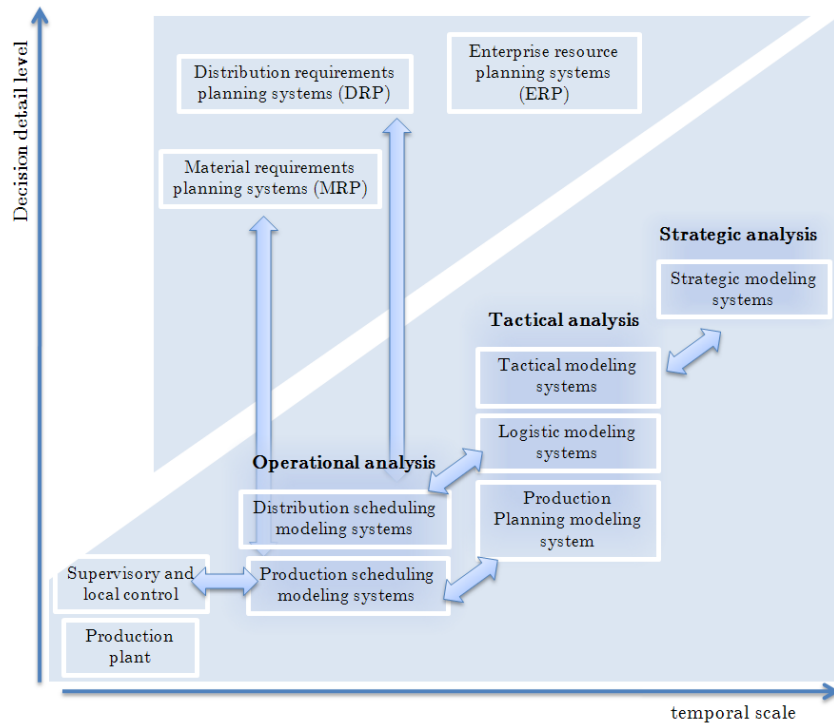 Decision detail level
Distribution requirements
planning systems (DRP)
Enterprise resource
planning systems
(ERP)
Material requirements
planning systems (MRP)
Strategic analysis
Strategic modeling
systems
Tactical analysis
Tactical modeling
systems
Logistic modeling
systems
Production
Planning modeling
system
Operational analysis
Distribution scheduling
modeling systems
Production scheduling
modeling systems
Supervisory and
local control
Production
plant
temporal scale